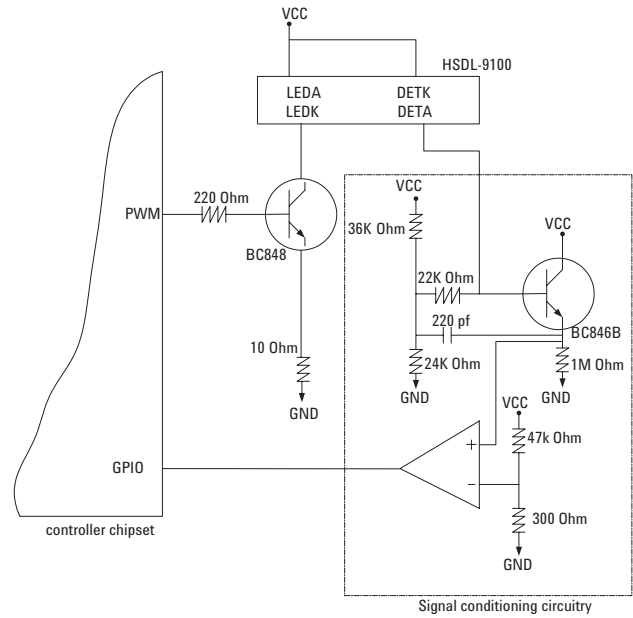 VCC
HSDL-9100
LEDA DETK
LEDK DETA
220 Ohm
PWM
BC848
VCC
36K Ohm
VCC
22K Ohm
220 pf
BC846B
10 Ohm
24K Ohm
1M Ohm
GND
GND
GND
VCC
+
47k Ohm
GPIO
−
300 Ohm
GND
controller chipset
Signal conditioning circuitry